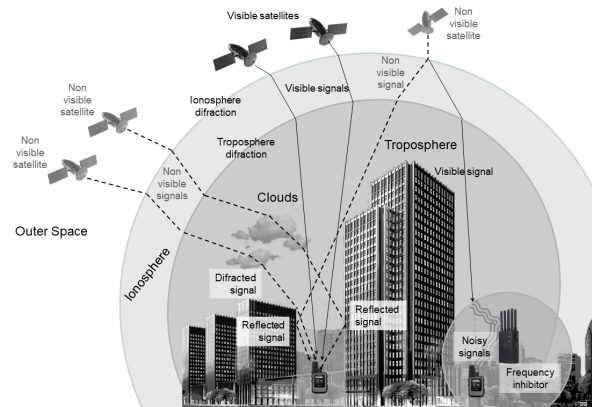 Visible satellites
Non
visible
satellite
Non
visible
satellite
Non
visible
satellite
Non
visible
signal
Visible signals
Ionosphere
difraction
Troposphere
difraction
Troposphere
Non
visible
signals
Visible signal
Clouds
Outer Space
Ionosphere
Difracted
signal
Reflected
signal
Reflected
signal
Noisy
signals
Frequency
inhibitor